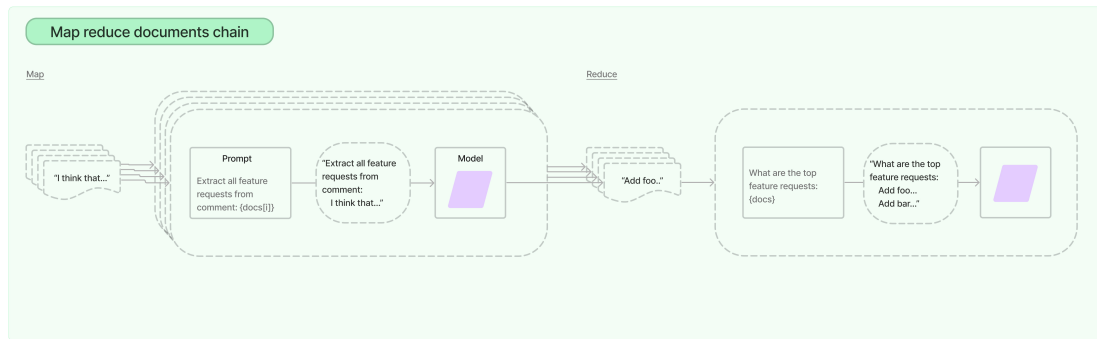 Map reduce documents chain
Map
Reduce
“I think that...”
Prompt
Extract all feature
requests from
comment: {docs[i]}
“Extract all feature
requests from
comment:
I think that...”
Model
“Add foo..”
What are the top
feature requests:
{docs}
“What are the top
feature requests:
Add foo...
Add bar...”